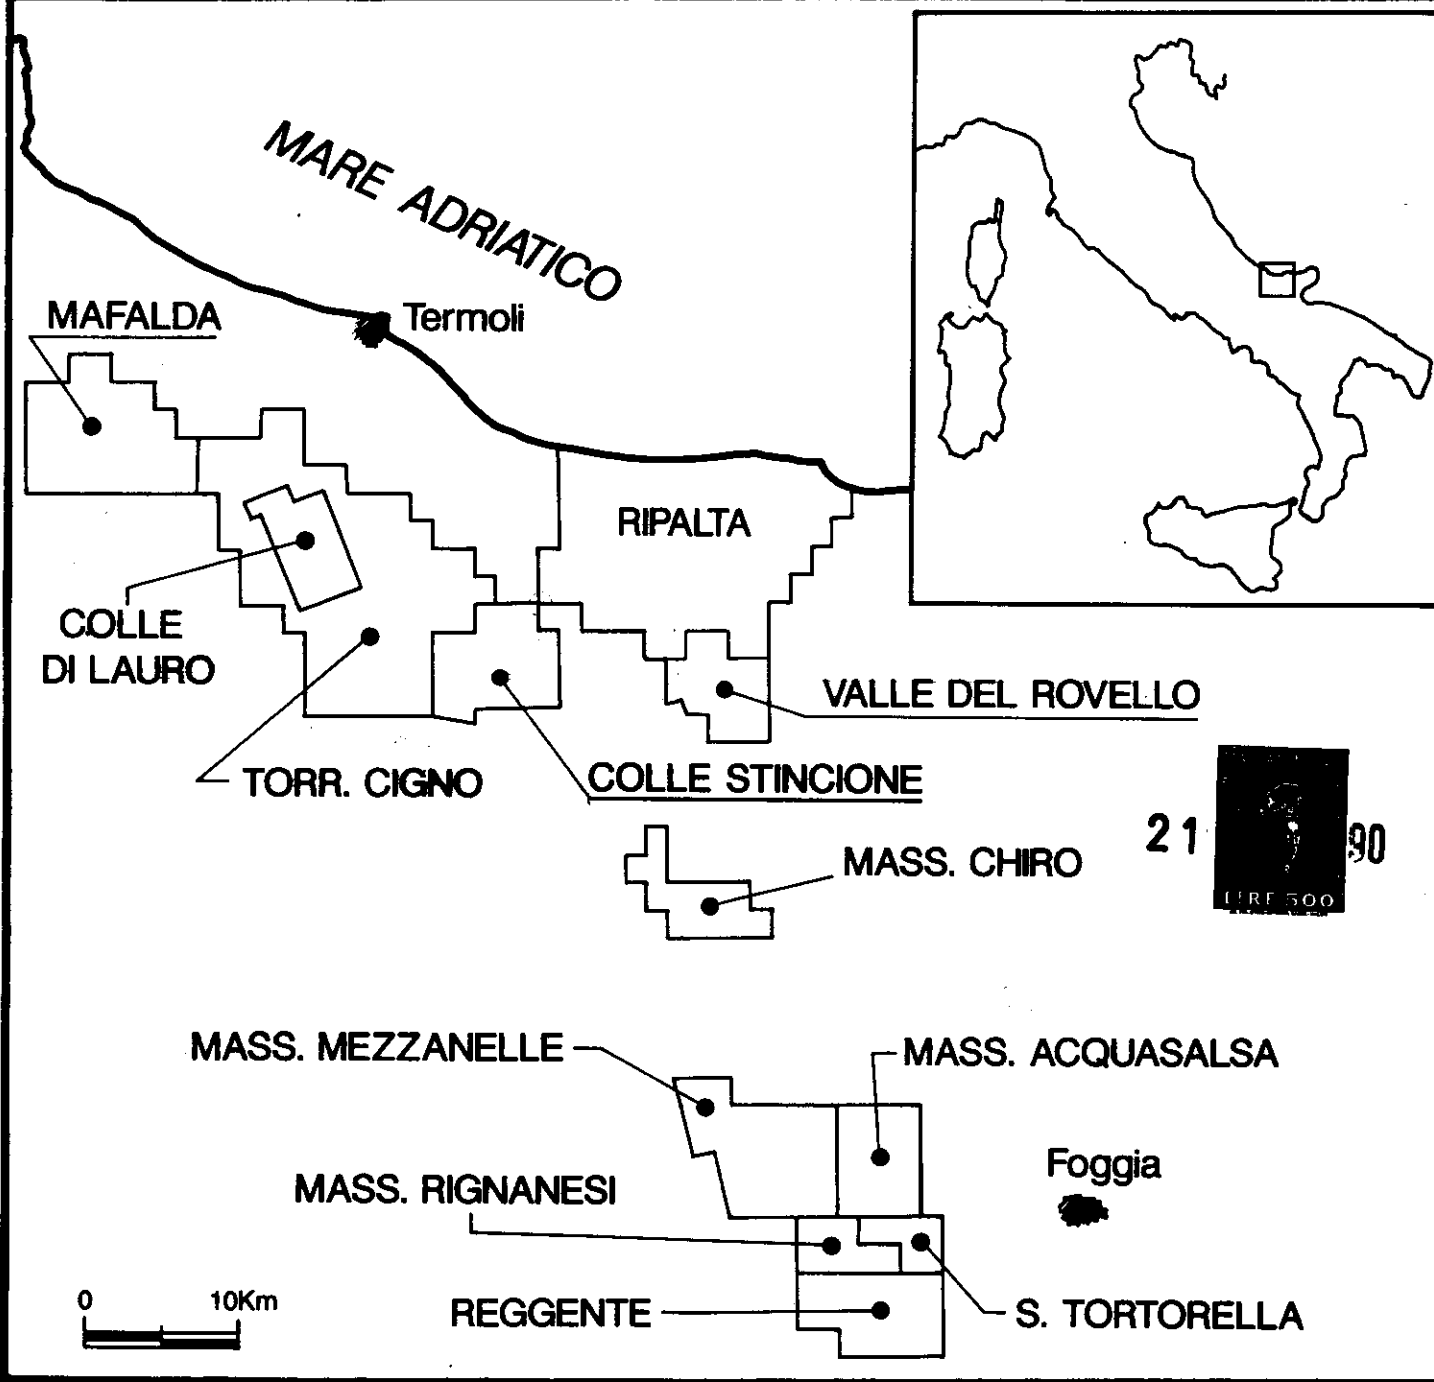 MARE ADRIATICO
MAFALDA
Termoli
RIPALTA
COLLE
DI LAURO
VALLE DEL ROVELLO
TORR. CIGNO
COLLE STINCIONE
21
90
LIRE 500
MASS. CHIRO
MASS. MEZZANELLE
MASS. ACQUASALSA
Foggia
MASS. RIGNANESI
0 10Km
REGGENTE
S. TORTORELLA